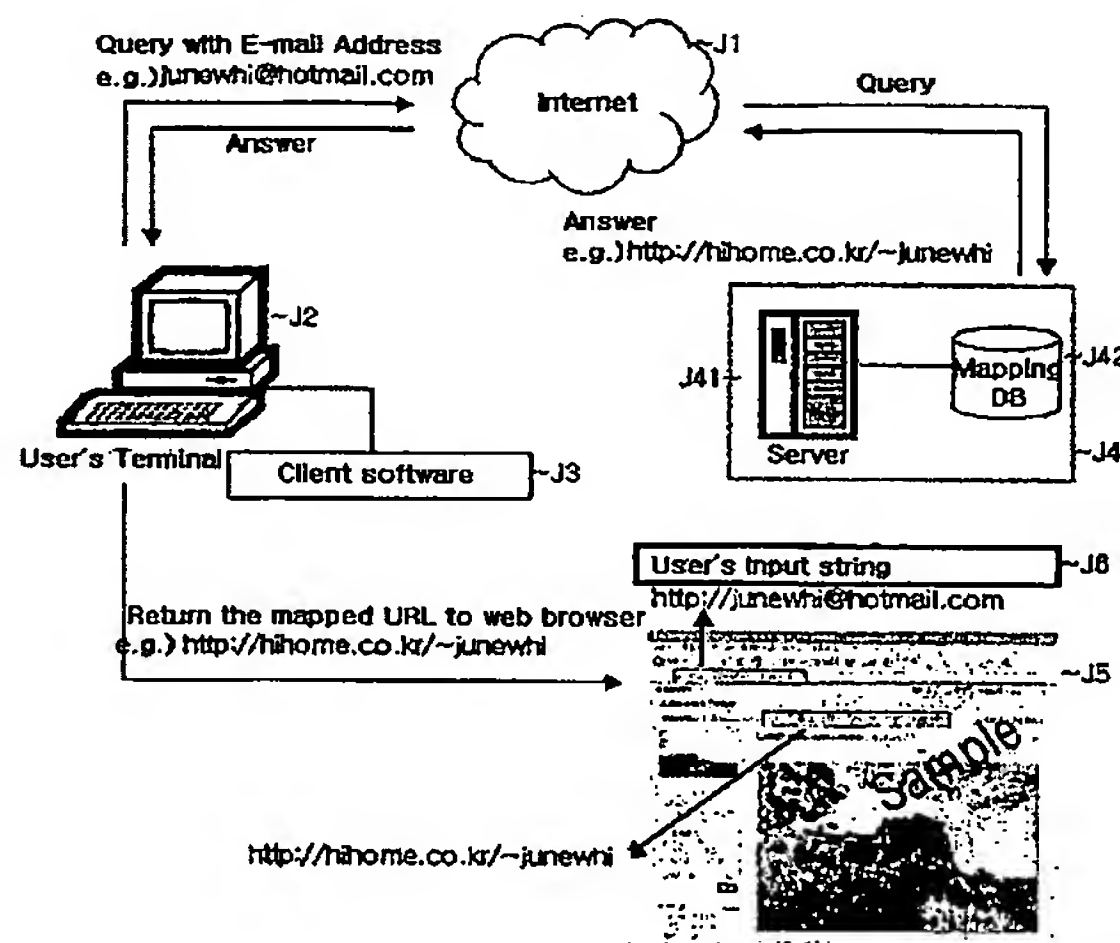 Query with E-mail Address
e.g.)junewhi@hotmail.com
~J1
Internet
Query
Answer
Answer
e.g.)http://hihome.co.kr/~junewhi
~J2
J41~
Mapping
DB
~J42
User's Terminal
Server
~J4
Client software
~J3
User's Input string
~J6
http://junewhi@hotmail.com
Return the mapped URL to web browser
e.g.) http://hihome.co.kr/~junewhi
~J5
Sample
http://hihome.co.kr/~junewhi